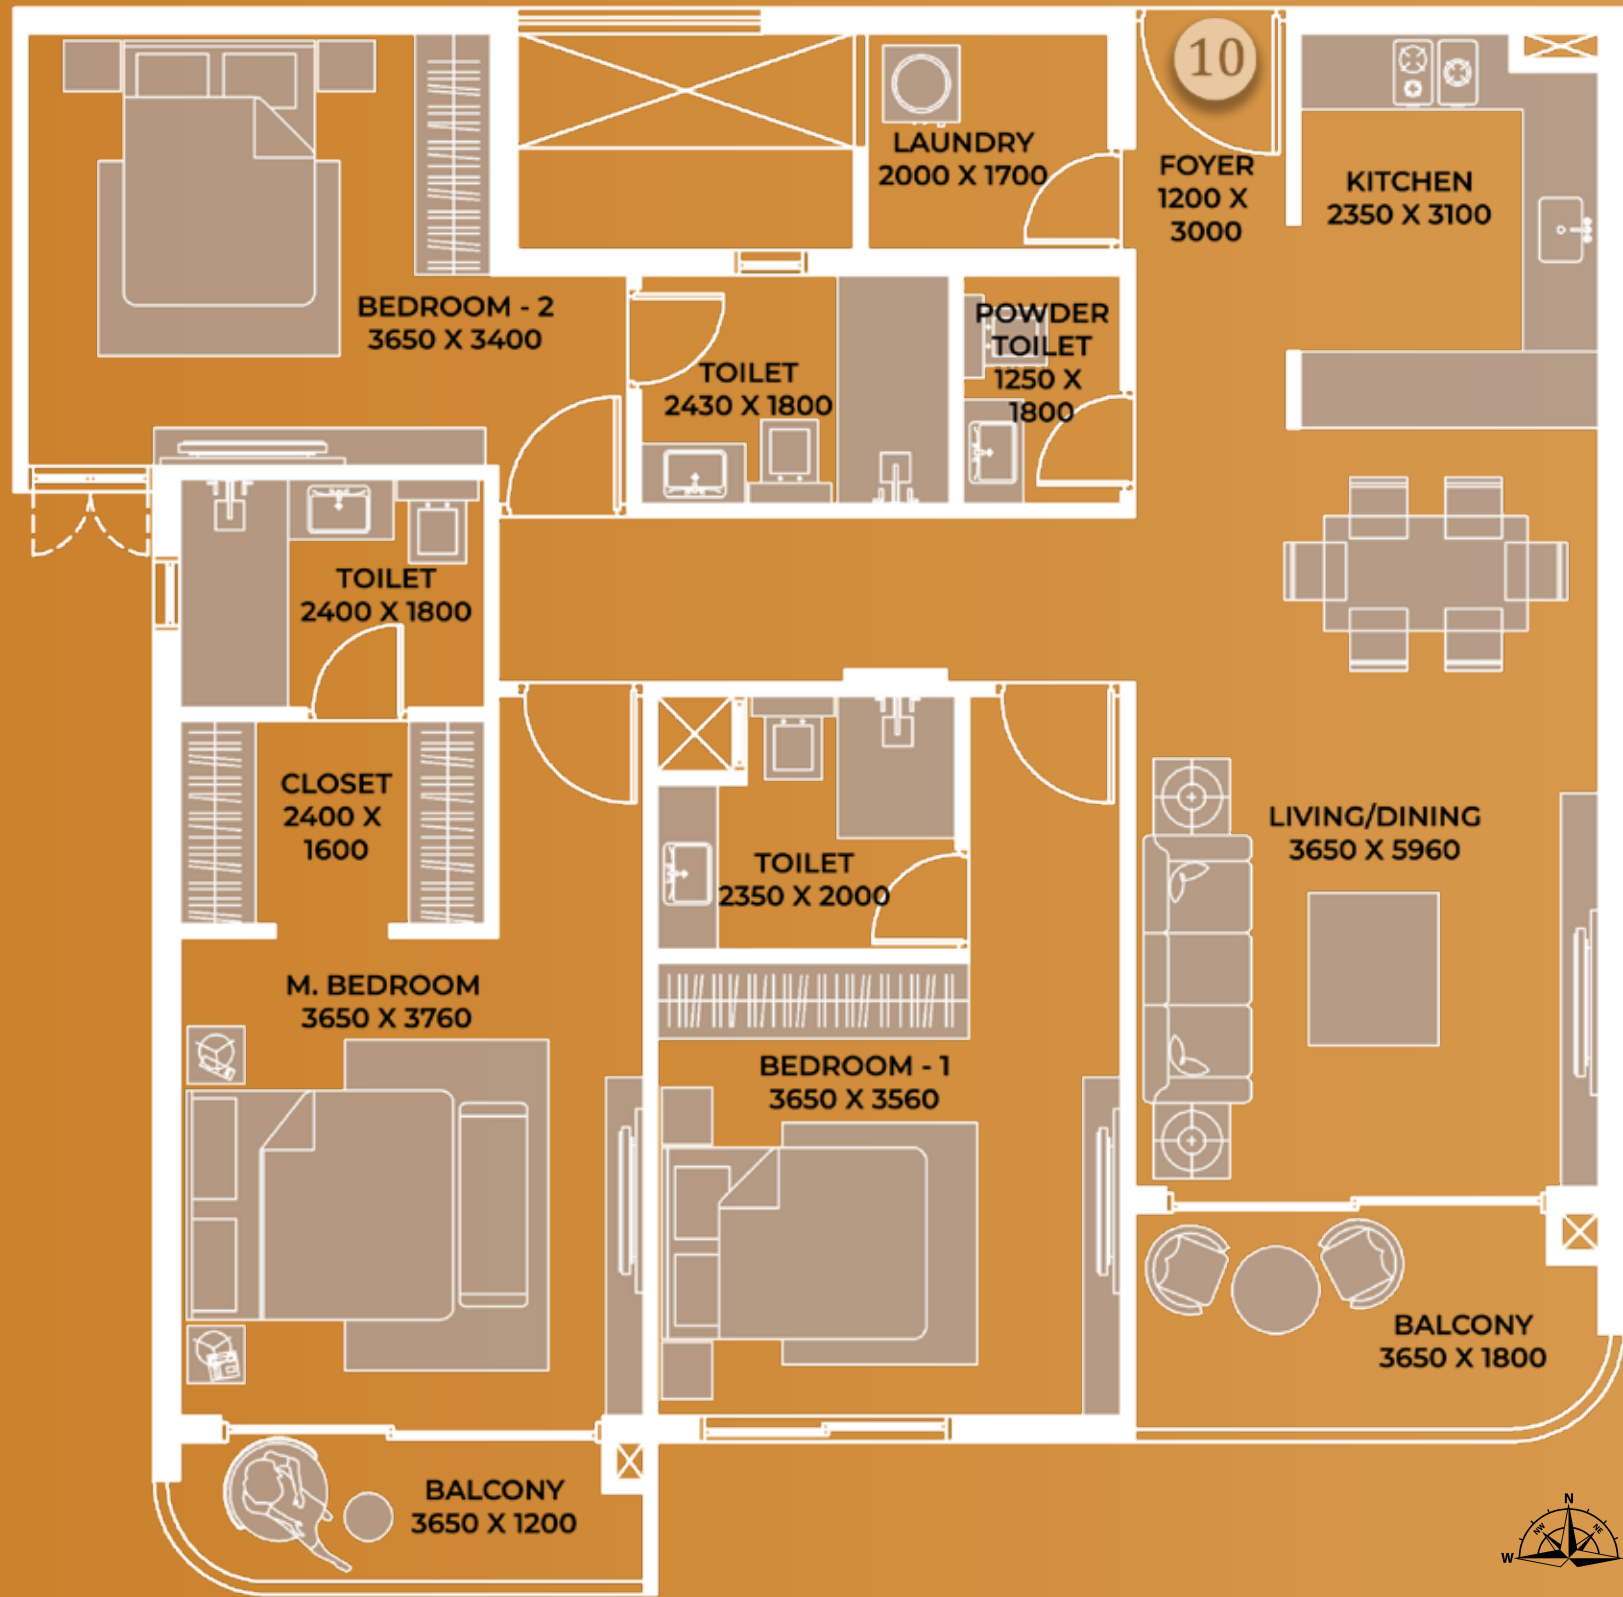 10
LAUNDRY
2000 X 1700
FOYER
1200 X
3000
KITCHEN
2350 X 3100
BEDROOM - 2
3650 X 3400
POWDER
TOILET
1250 X
1800
TOILET
2430 X 1800
TOILET
2400 X 1800
CLOSET
2400 X
1600
LIVING/DINING
3650 X 5960
TOILET
2350 X 2000
M. BEDROOM
3650 X 3760
BEDROOM - 1
3650 X 3560
BALCONY
3650 X 1800
BALCONY
3650 X 1200
N
NW
NE
W